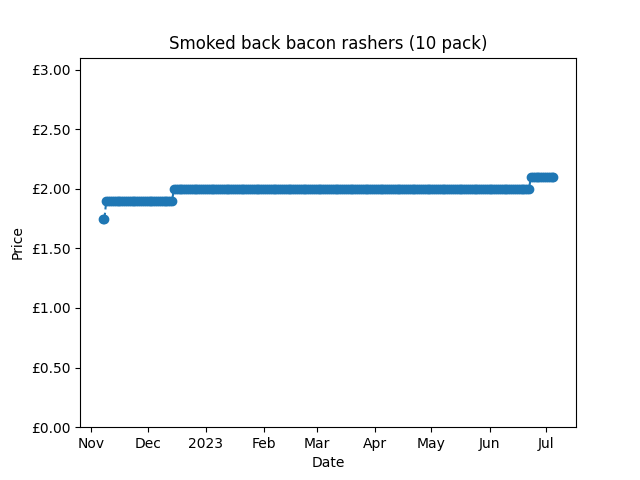 Smoked back bacon rashers (10 pack)
£3.00
£2.50
£2.00
£1.50
£1.00
£0.50
£0.00
Price
Nov Dec 2023 Feb Mar Apr May Jun Jul
Date